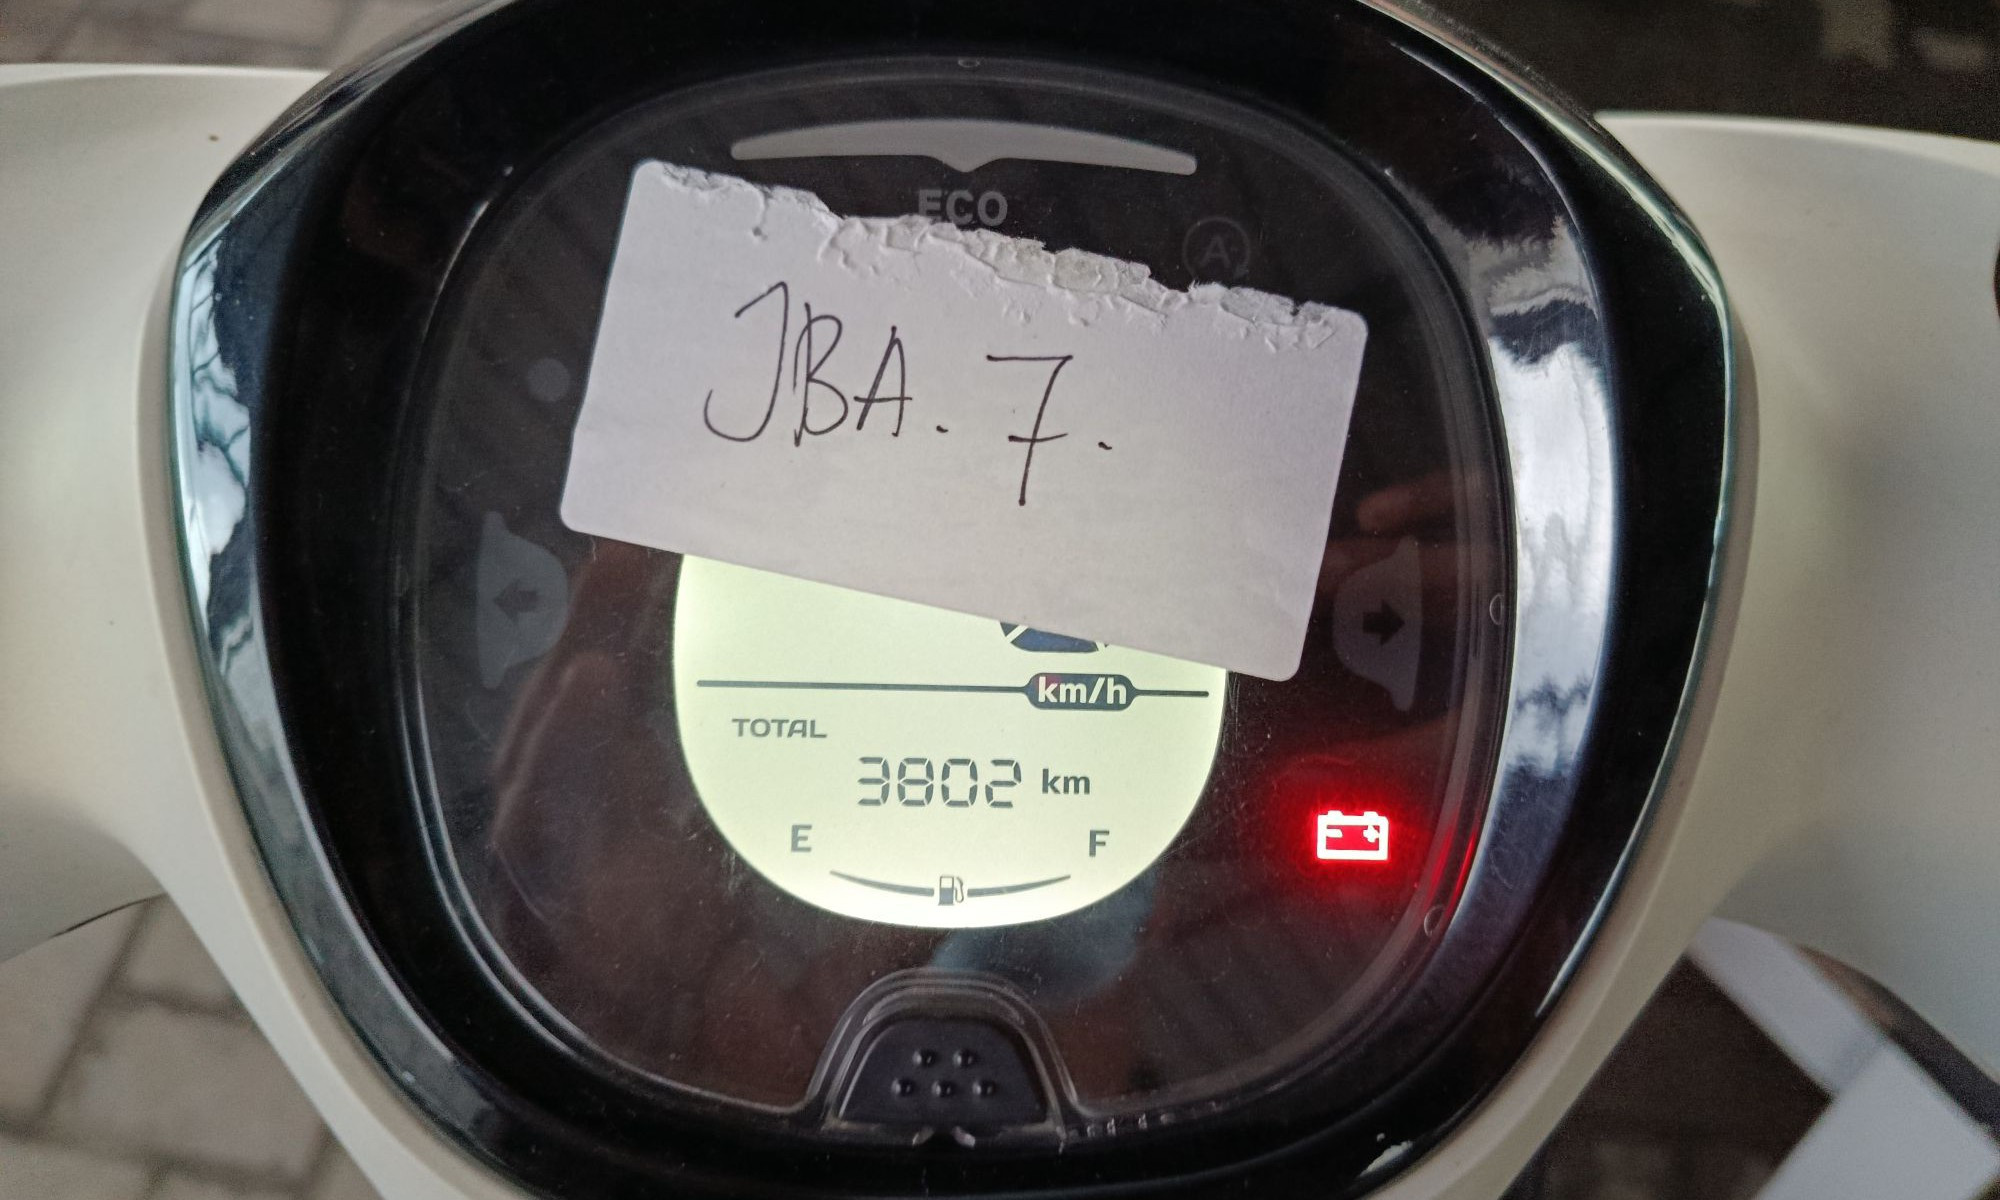 ECO
A
JBA. 7.
km/h
TOTAL
3802 km
E F